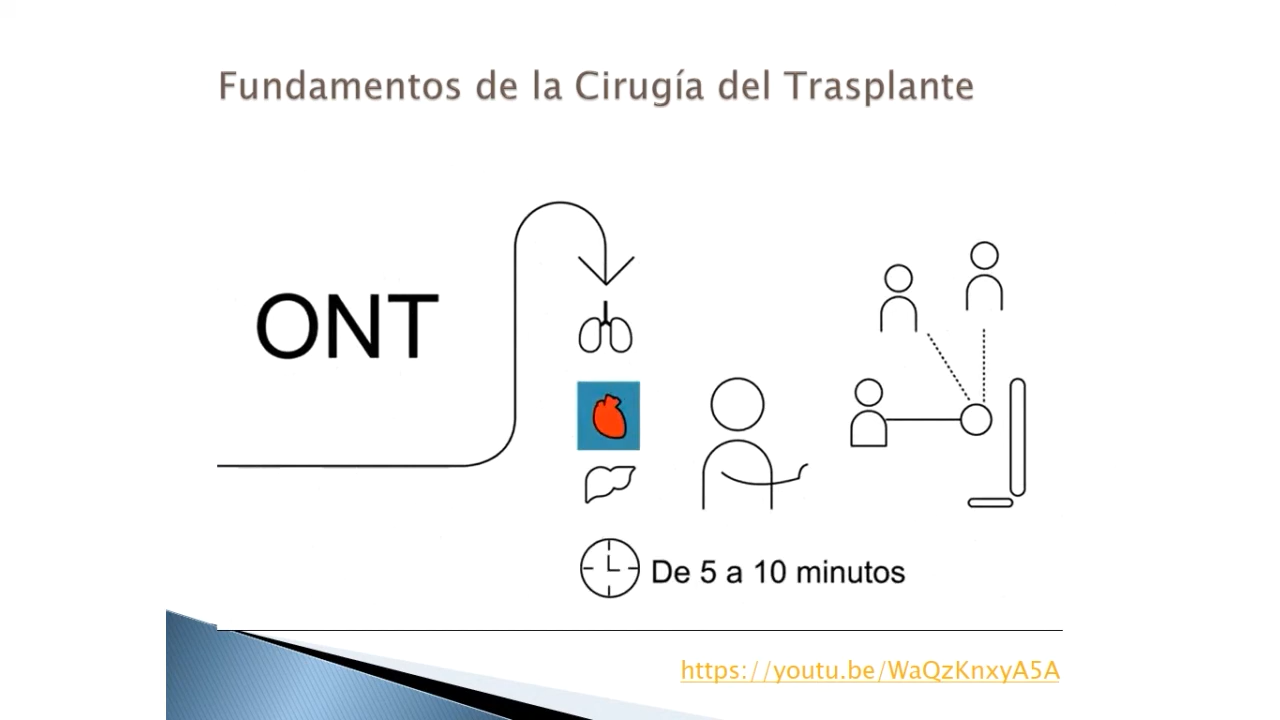 Fundamentos de la Cirugía del Trasplante
ONT
De 5 a 10 minutos
https://youtu.be/WaQzKnxyA5A